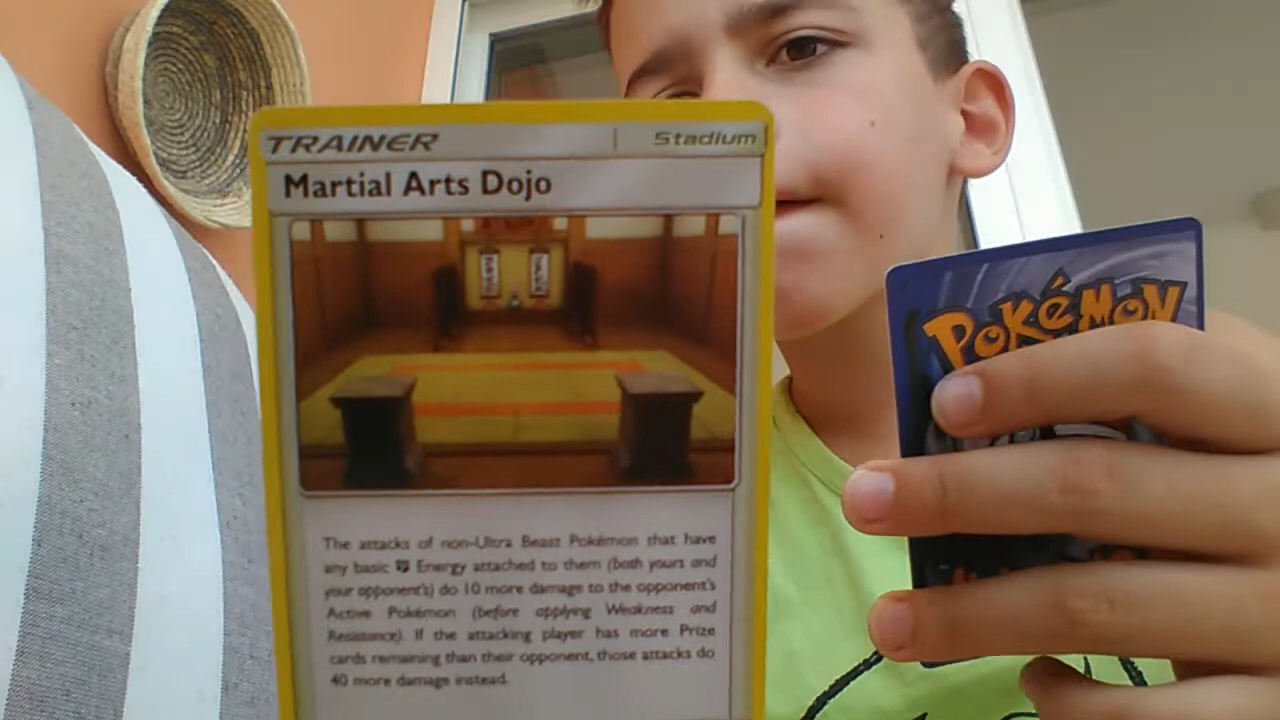 TRAINER Stadium
Martial Arts Dojo
The attacks of non-Ultra Beast Pokémon that have
any basic Energy attached to them (both yours and
your opponent's) do 10 more damage to the opponent's
Active Pokémon (before applying Weakness and
Resistance). If the attacking player has more Prize
cards remaining than their opponent, those attacks do
40 more damage instead.
POKéMON